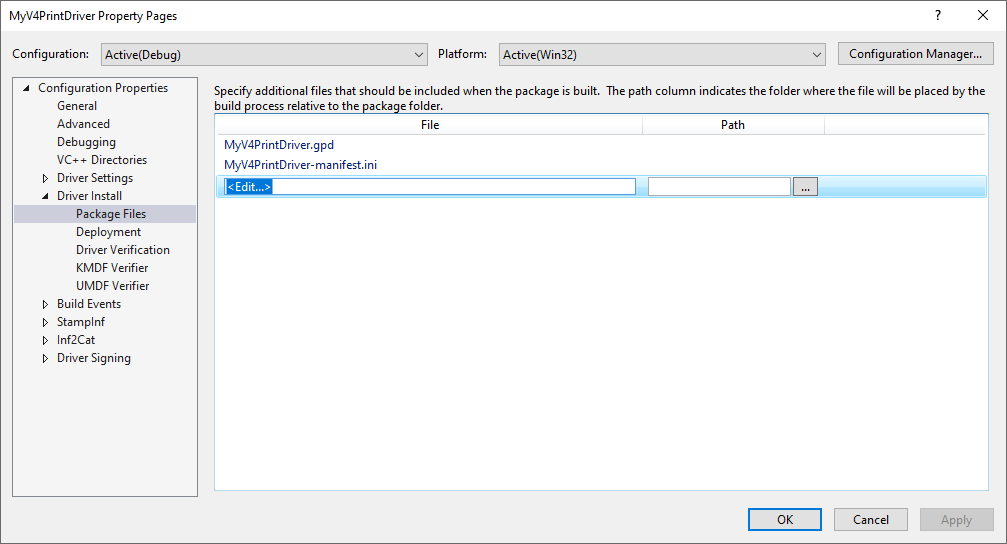 MyV4PrintDriver Property Pages
?
Configuration: Active(Debug) Platform: Active(Win32) Configuration Manager...
Configuration Properties
General
Advanced
Debugging
VC++ Directories
Driver Settings
Driver Install
Package Files
Deployment
Driver Verification
KMDF Verifier
UMDF Verifier
Build Events
StampInf
Inf2Cat
Driver Signing
Specify additional files that should be included when the package is built.  The path column indicates the folder where the file will be placed by the
build process relative to the package folder.
File Path
MyV4PrintDriver.gpd
MyV4PrintDriver-manifest.ini
<Edit...> ...
OK Cancel Apply